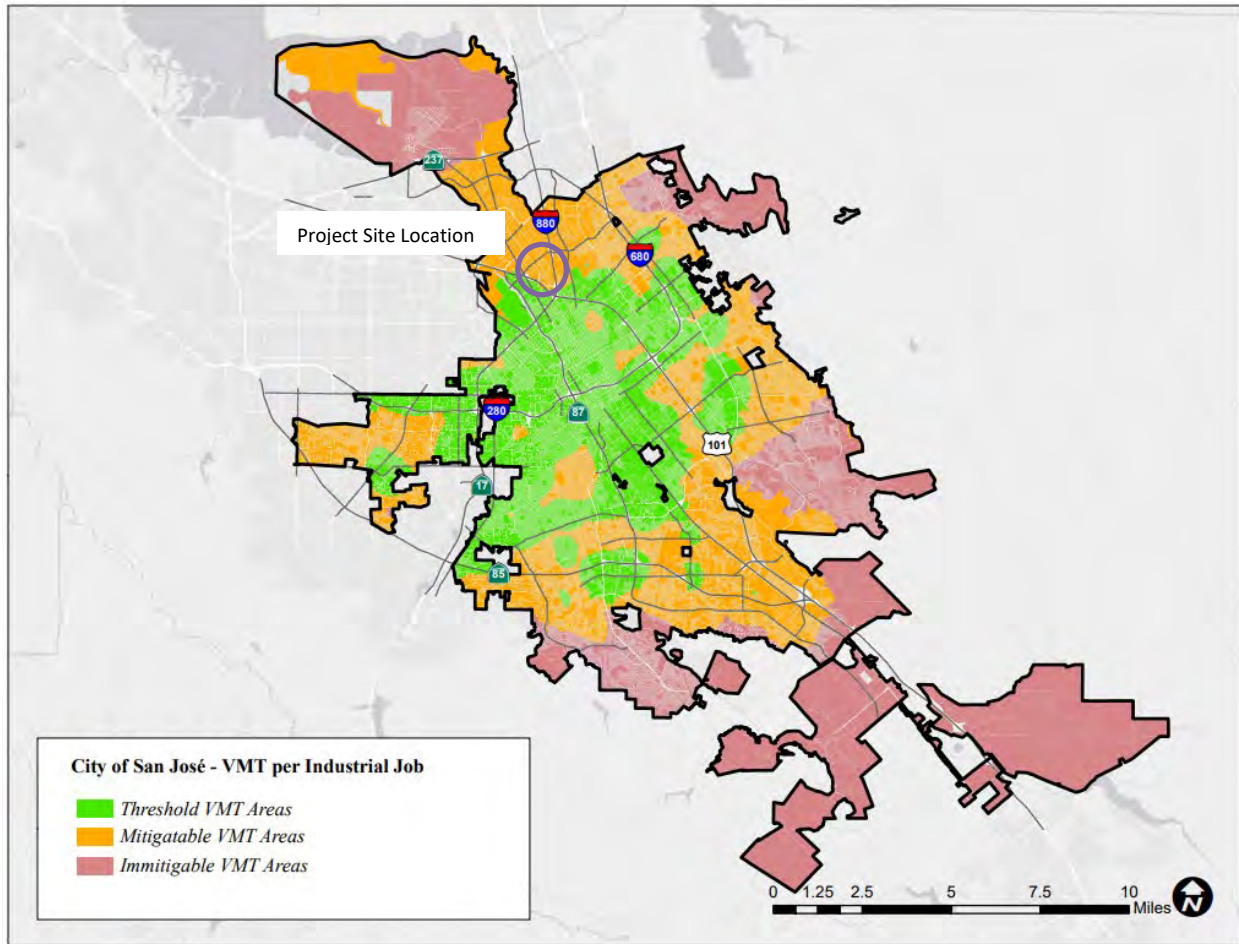 237
880
Project Site Location
680
280
87
101
17
85
City of San José - VMT per Industrial Job
Threshold VMT Areas
Mitigatable VMT Areas
Immitigable VMT Areas
0 1.25 2.5 5 7.5 10
Miles
N